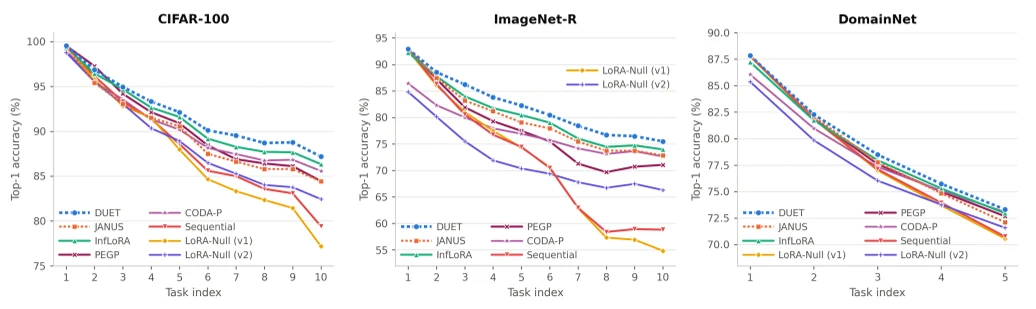 CIFAR-100
Top-1 accuracy (%)
100
95
90
85
80
75
DUET
JANUS
InfLoRA
PEGP
CODA-P
Sequential
LoRA-Null (v1)
LoRA-Null (v2)
1 2 3 4 5 6 7 8 9 10
Task index
ImageNet-R
Top-1 accuracy (%)
95
90
85
80
75
70
65
60
55
LoRA-Null (v1)
LoRA-Null (v2)
DUET
JANUS
InfLoRA
PEGP
CODA-P
Sequential
1 2 3 4 5 6 7 8 9 10
Task index
DomainNet
Top-1 accuracy (%)
90.0
87.5
85.0
82.5
80.0
77.5
75.0
72.5
70.0
DUET
JANUS
InfLoRA
LoRA-Null (v1)
PEGP
CODA-P
Sequential
LoRA-Null (v2)
1 2 3 4 5
Task index